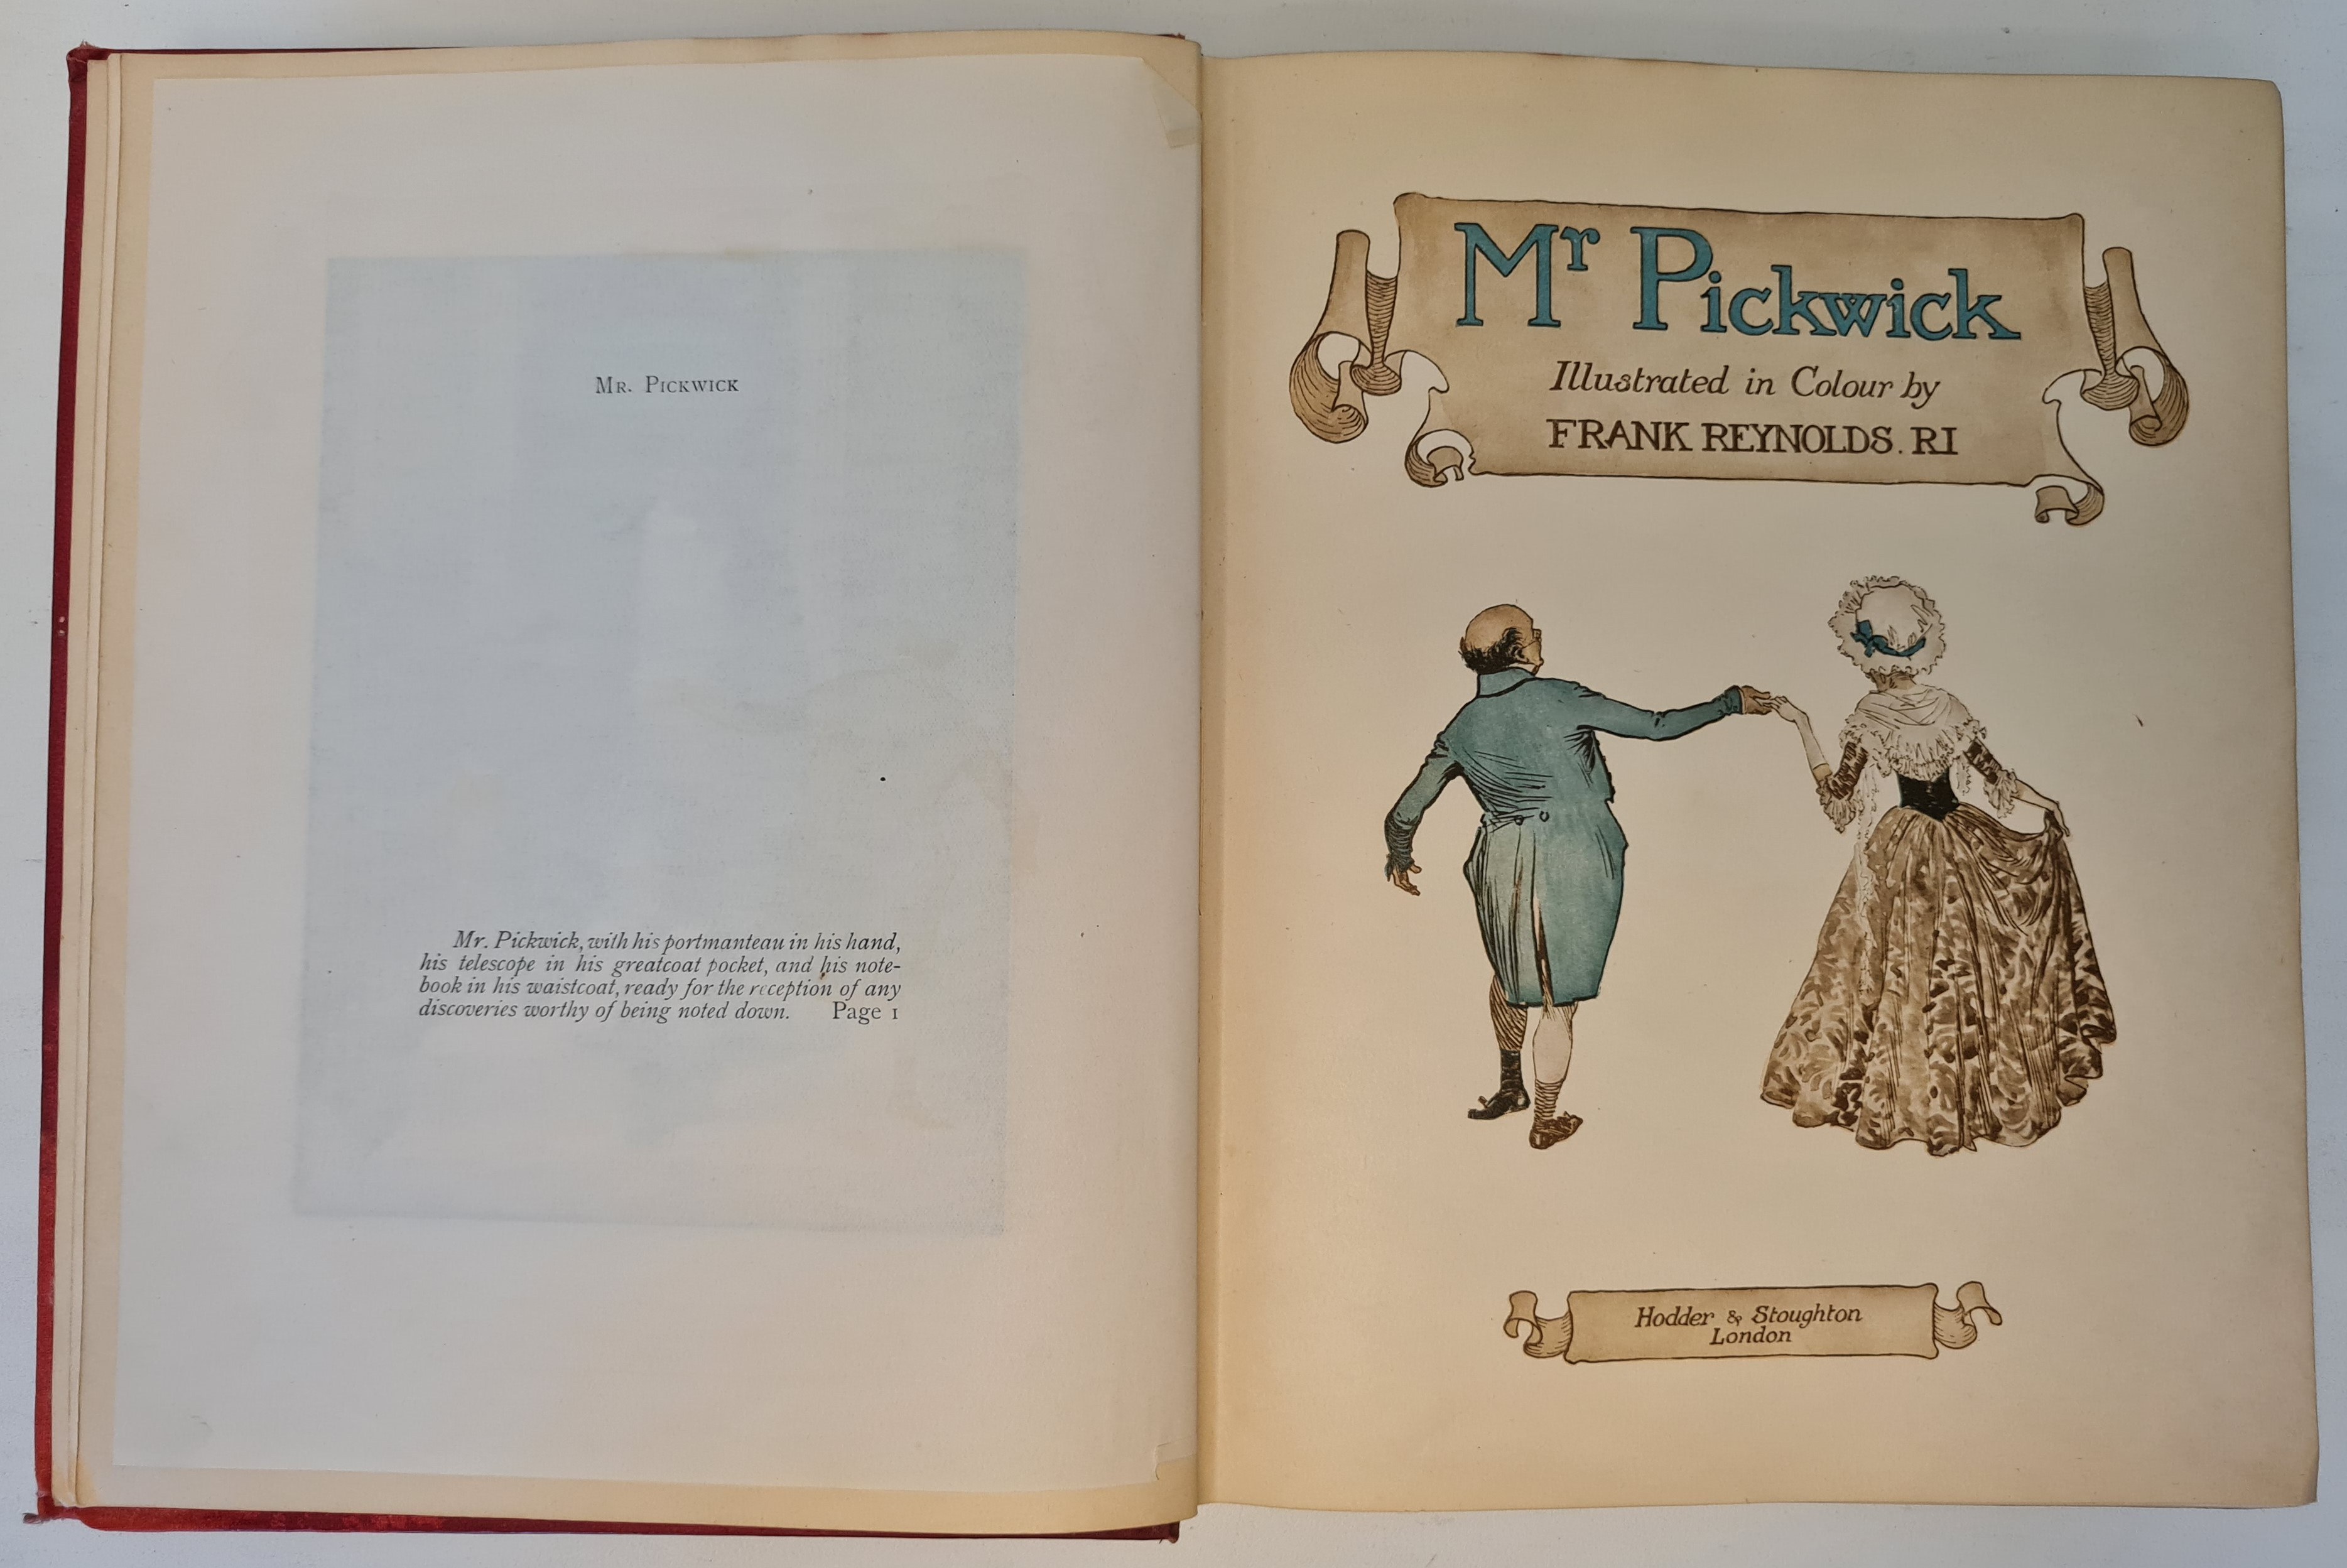 Mr. Pickwick
Mr. Pickwick, with his portmanteau in his hand,
his telescope in his greatcoat pocket, and his note-
book in his waistcoat, ready for the reception of any
discoveries worthy of being noted down. Page 1
Mr Pickwick
Illustrated in Colour by
FRANK REYNOLDS. RI
Hodder & Stoughton
London